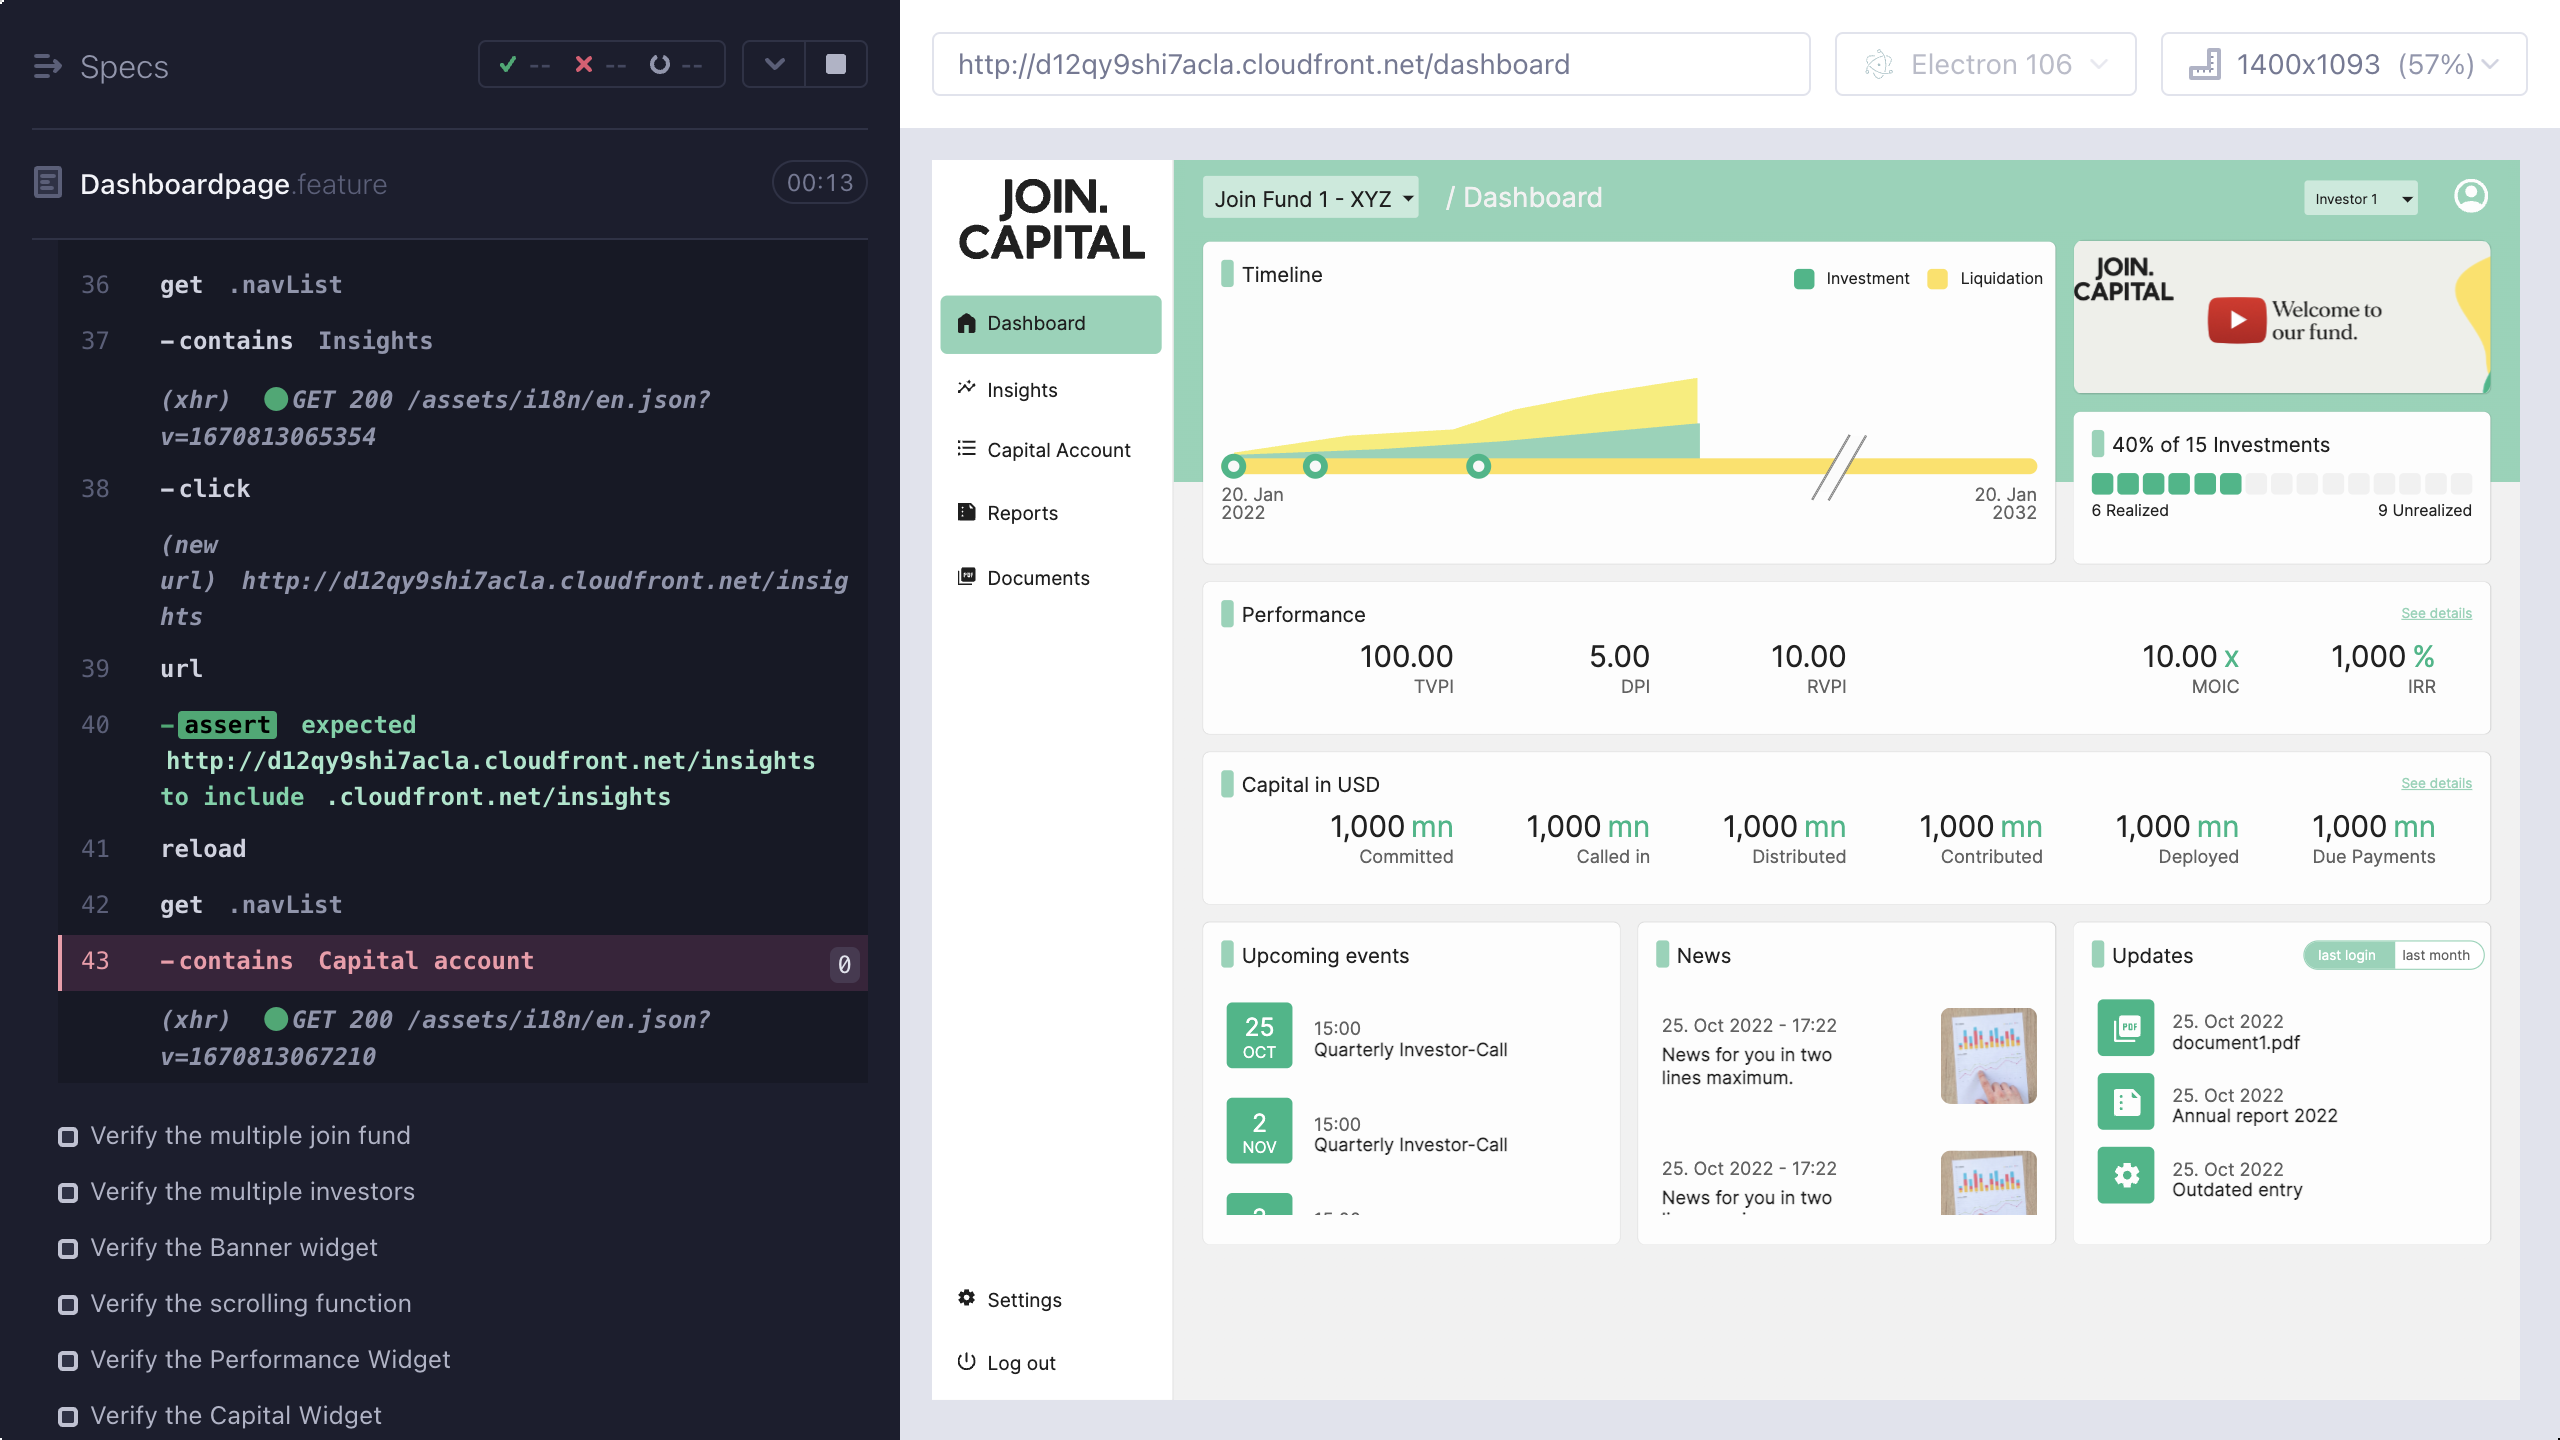 Specs
-- -- --
Dashboardpage.feature
00:13
36 get .navList
37 -contains Insights
(xhr) GET 200 /assets/i18n/en.json?
v=1670813065354
38 -click
(new
url) http://d12qy9shi7acla.cloudfront.net/insig
hts
39 url
40 -assert expected
http://d12qy9shi7acla.cloudfront.net/insights
to include .cloudfront.net/insights
41 reload
42 get .navList
43 -contains Capital account 0
(xhr) GET 200 /assets/i18n/en.json?
v=1670813067210
Verify the multiple join fund
Verify the multiple investors
Verify the Banner widget
Verify the scrolling function
Verify the Performance Widget
Verify the Capital Widget
http://d12qy9shi7acla.cloudfront.net/dashboard
Electron 106
1400x1093 (57%)
JOIN.
CAPITAL
Dashboard
Insights
Capital Account
Reports
Documents
Settings
Log out
Join Fund 1 - XYZ
/ Dashboard
Investor 1
Timeline
Investment
Liquidation
20. Jan
2022
20. Jan
2032
JOIN.
CAPITAL
Welcome to
our fund.
40% of 15 Investments
6 Realized
9 Unrealized
Performance
See details
100.00
TVPI
5.00
DPI
10.00
RVPI
10.00 x
MOIC
1,000 %
IRR
Capital in USD
See details
1,000 mn
Committed
1,000 mn
Called in
1,000 mn
Distributed
1,000 mn
Contributed
1,000 mn
Deployed
1,000 mn
Due Payments
Upcoming events
25
OCT
15:00
Quarterly Investor-Call
2
NOV
15:00
Quarterly Investor-Call
News
25. Oct 2022 - 17:22
News for you in two
lines maximum.
25. Oct 2022 - 17:22
News for you in two
Updates
last login
last month
PDF
25. Oct 2022
document1.pdf
25. Oct 2022
Annual report 2022
25. Oct 2022
Outdated entry